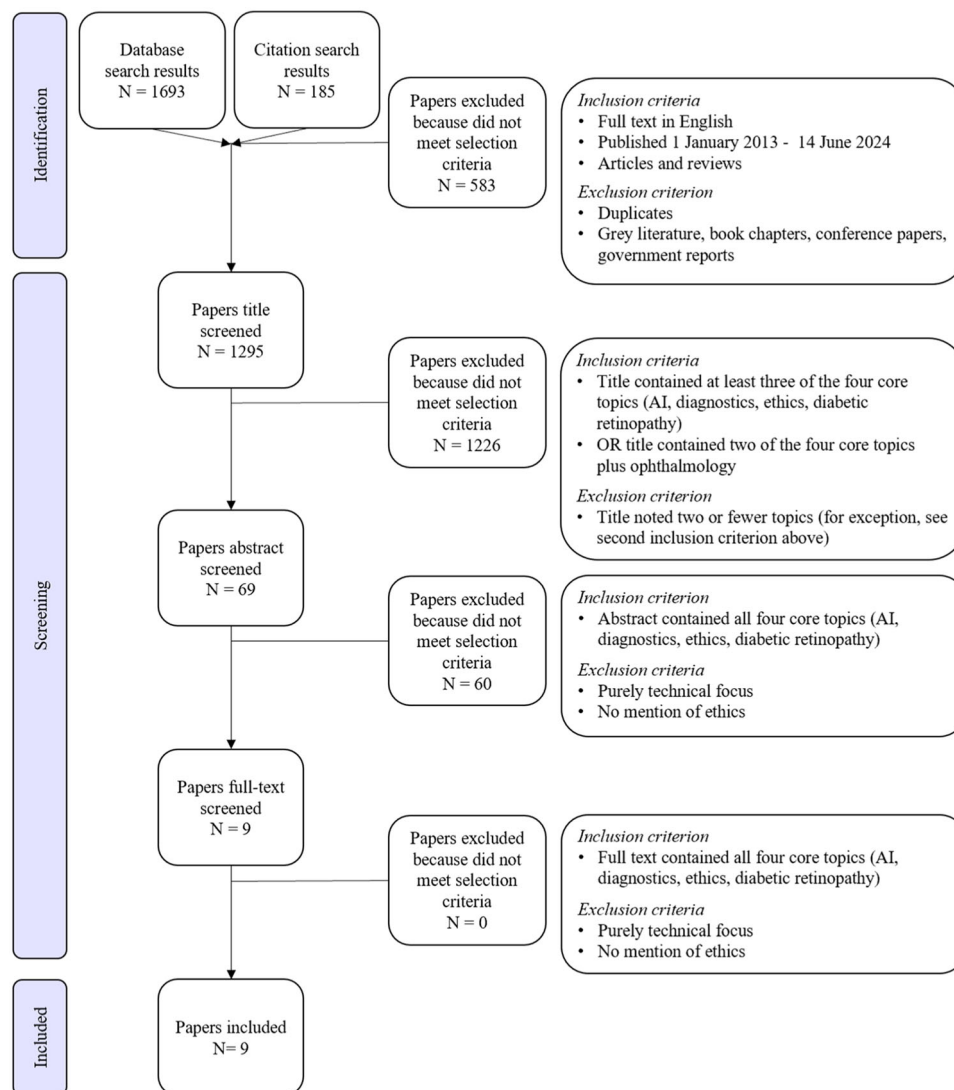 Identification
Database
search results
N = 1693
Citation search
results
N = 185
Papers excluded
because did not
meet selection
criteria
N = 583
Inclusion criteria
• Full text in English
• Published 1 January 2013 - 14 June 2024
• Articles and reviews
Exclusion criterion
• Duplicates
• Grey literature, book chapters, conference papers,
government reports
Screening
Papers title
screened
N = 1295
Papers excluded
because did not
meet selection
criteria
N = 1226
Inclusion criteria
• Title contained at least three of the four core
topics (AI, diagnostics, ethics, diabetic
retinopathy)
• OR title contained two of the four core topics
plus ophthalmology
Exclusion criterion
• Title noted two or fewer topics (for exception, see
second inclusion criterion above)
Papers abstract
screened
N = 69
Papers excluded
because did not
meet selection
criteria
N = 60
Inclusion criterion
• Abstract contained all four core topics (AI,
diagnostics, ethics, diabetic retinopathy)
Exclusion criteria
• Purely technical focus
• No mention of ethics
Papers full-text
screened
N = 9
Papers excluded
because did not
meet selection
criteria
N = 0
Inclusion criterion
• Full text contained all four core topics (AI,
diagnostics, ethics, diabetic retinopathy)
Exclusion criteria
• Purely technical focus
• No mention of ethics
Included
Papers included
N= 9